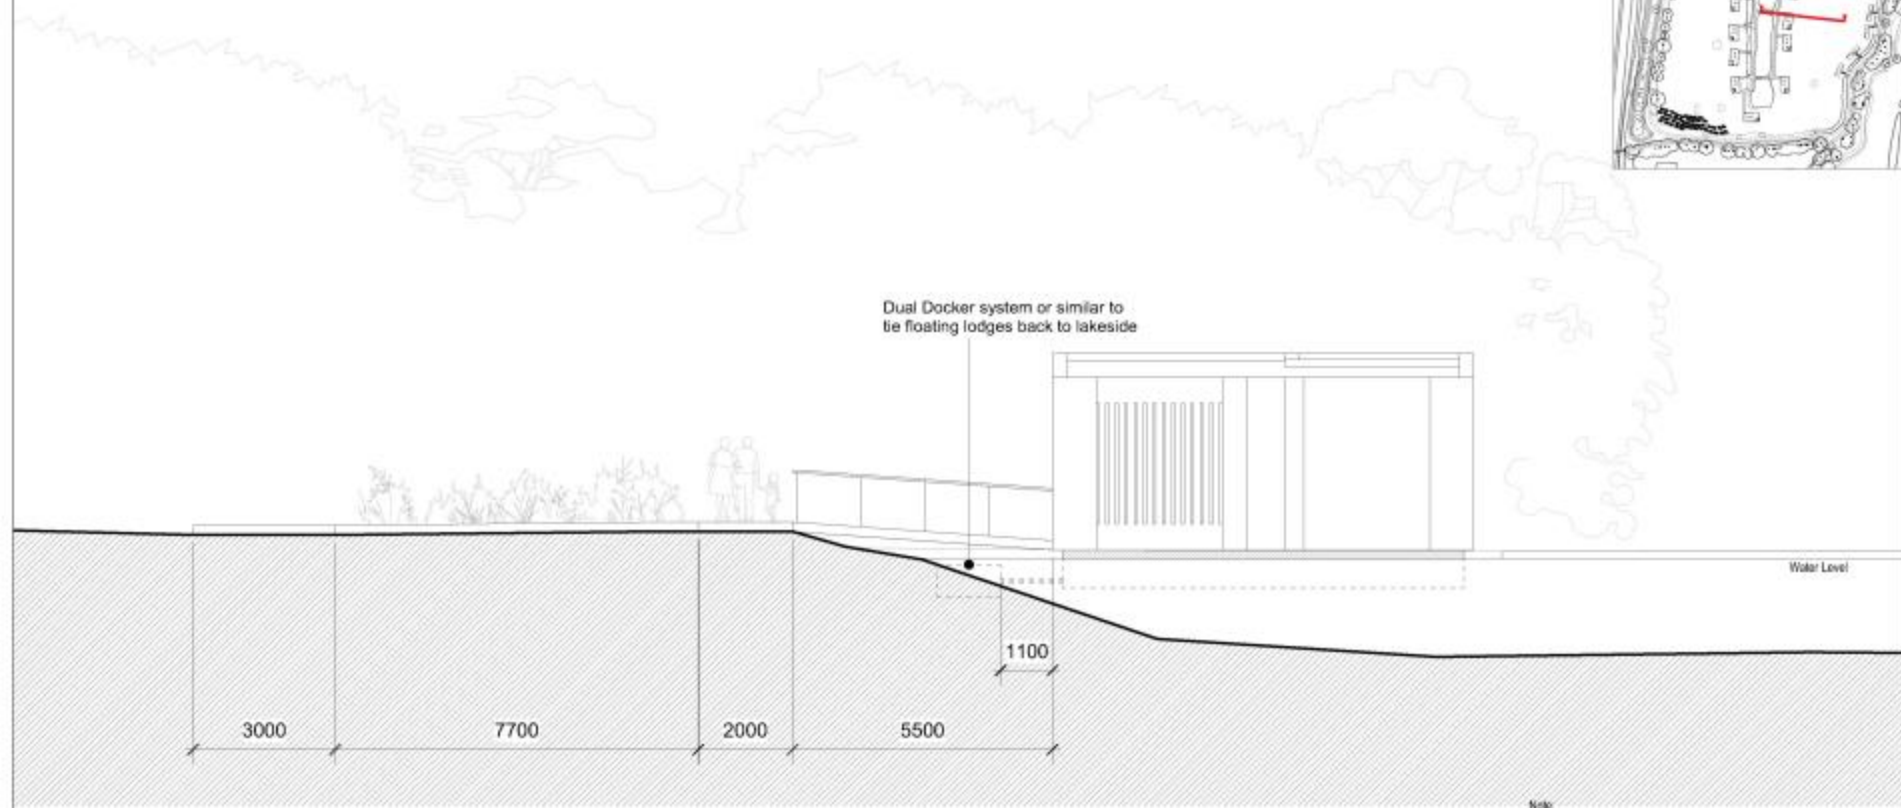 Dual Docker system or similar to
tie floating lodges back to lakeside
Water Level
1100
3000
7700
2000
5500
Note